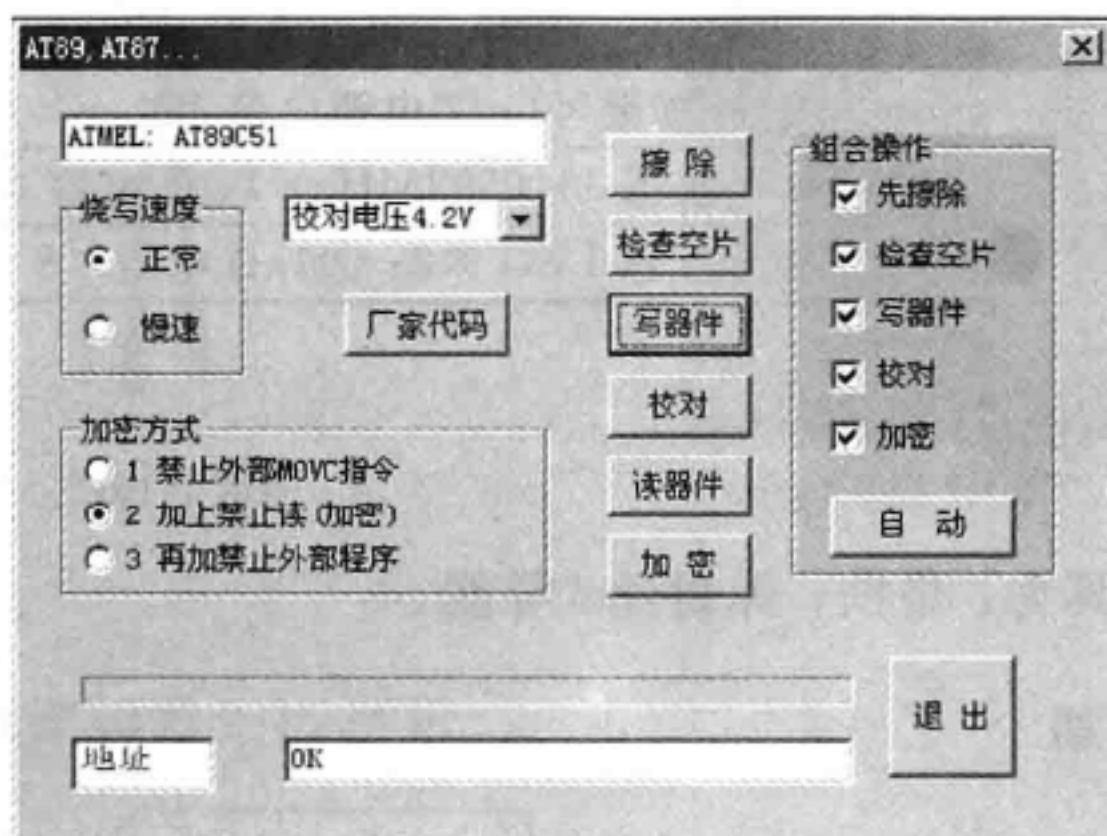 AT89,AT87...
ATMEL: AT89C51
烧写速度
正常
慢速
校对电压4.2V
厂家代码
加密方式
1 禁止外部MOVC指令
2 加上禁止读(加密)
3 再加禁止外部程序
擦除
检查空片
写器件
校对
读器件
加密
组合操作
先擦除
检查空片
写器件
校对
加密
自动
地址
OK
退出